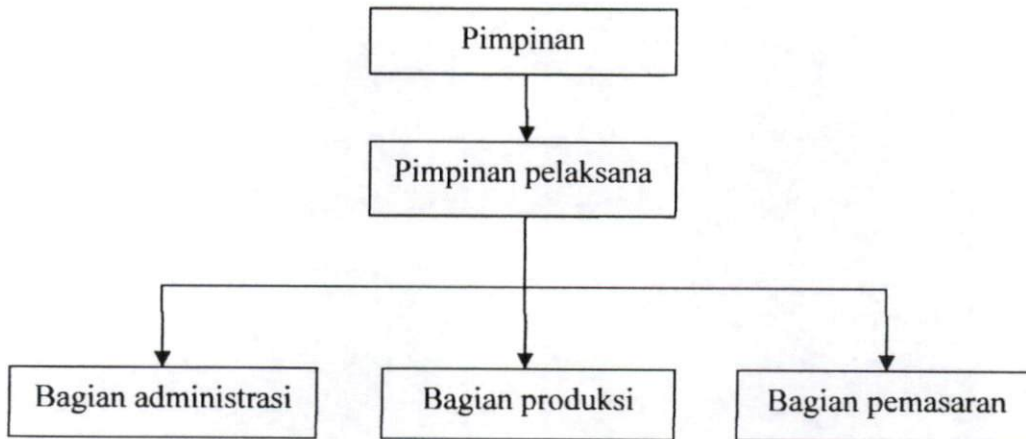 Pimpinan
Pimpinan pelaksana
Bagian administrasi
Bagian produksi
Bagian pemasaran